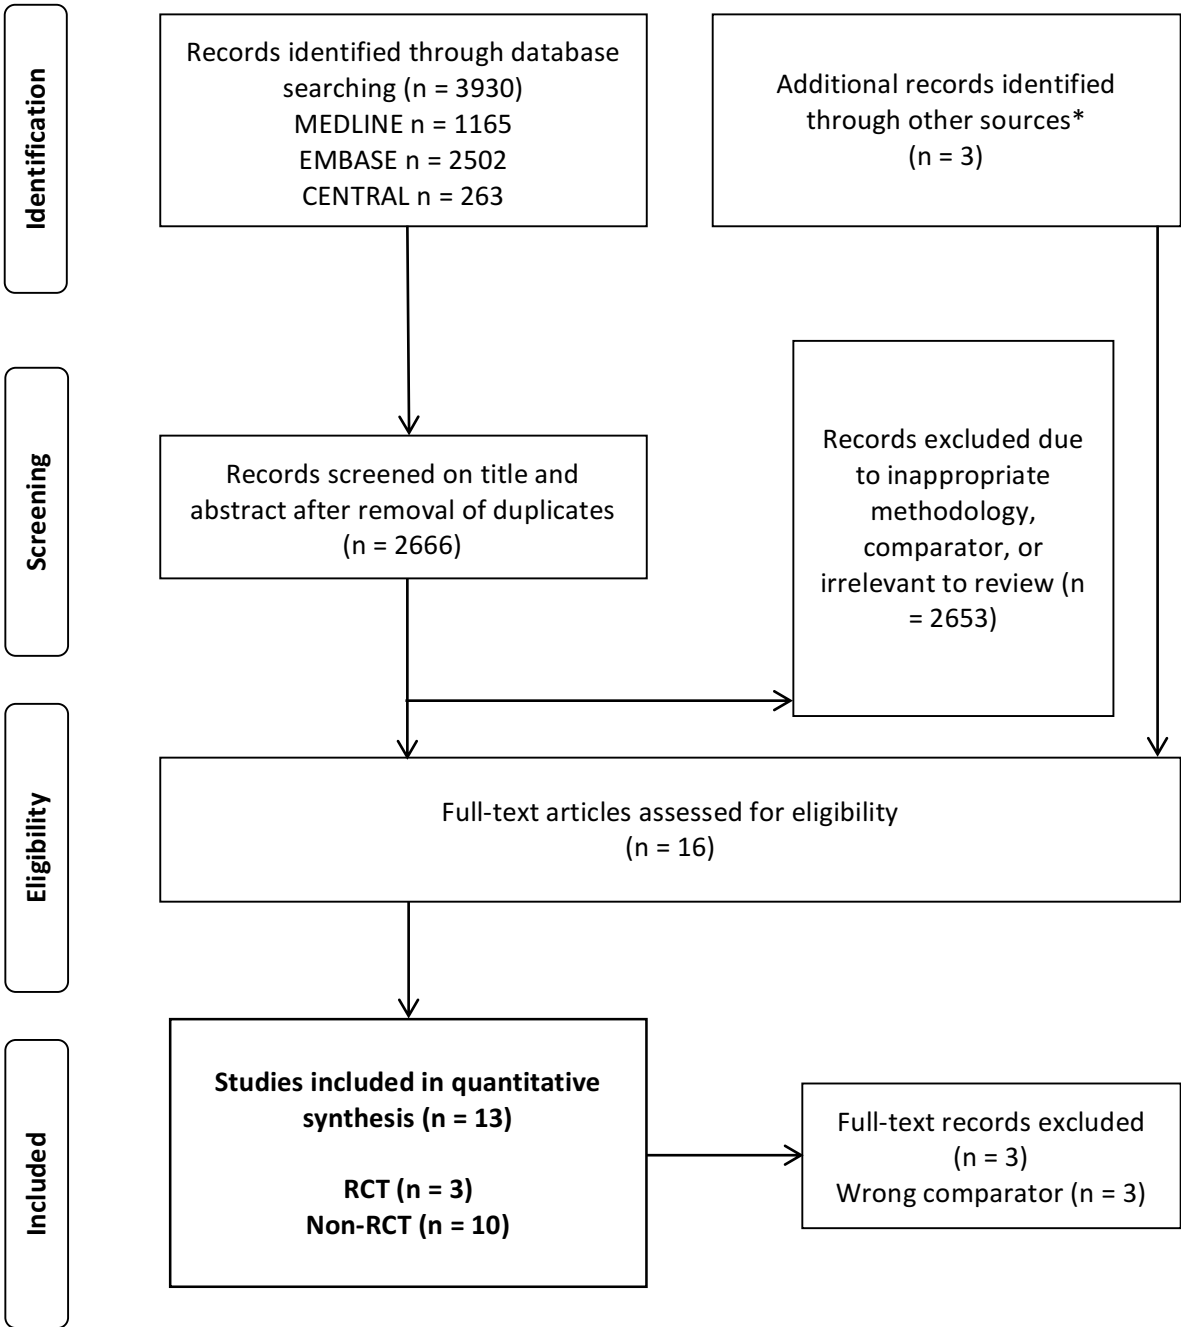 Identification
Records identified through database
searching (n = 3930)
MEDLINE n = 1165
EMBASE n = 2502
CENTRAL n = 263
Additional records identified
through other sources*
(n = 3)
Screening
Records screened on title and
abstract after removal of duplicates
(n = 2666)
Records excluded due
to inappropriate
methodology,
comparator, or
irrelevant to review (n
= 2653)
Eligibility
Full-text articles assessed for eligibility
(n = 16)
Included
Studies included in quantitative
synthesis (n = 13)
RCT (n = 3)
Non-RCT (n = 10)
Full-text records excluded
(n = 3)
Wrong comparator (n = 3)